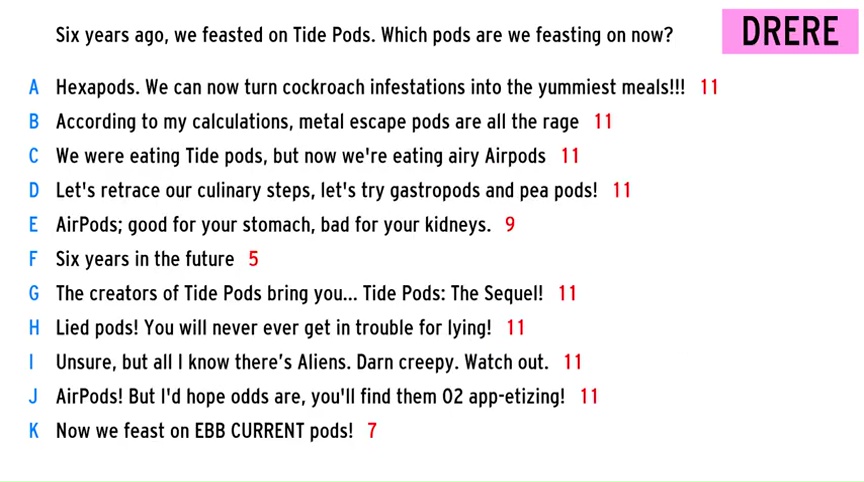 Six years ago, we feasted on Tide Pods. Which pods are we feasting on now?
DRERE
A Hexapods. We can now turn cockroach infestations into the yummiest meals!!! 11
B According to my calculations, metal escape pods are all the rage 11
C We were eating Tide pods, but now we're eating airy Airpods 11
D Let's retrace our culinary steps, let's try gastropods and pea pods! 11
E AirPods; good for your stomach, bad for your kidneys. 9
F Six years in the future 5
G The creators of Tide Pods bring you... Tide Pods: The Sequel! 11
H Lied pods! You will never ever get in trouble for lying! 11
I Unsure, but all I know there's Aliens. Darn creepy. Watch out. 11
J AirPods! But I'd hope odds are, you'll find them O2 app-etizing! 11
K Now we feast on EBB CURRENT pods! 7